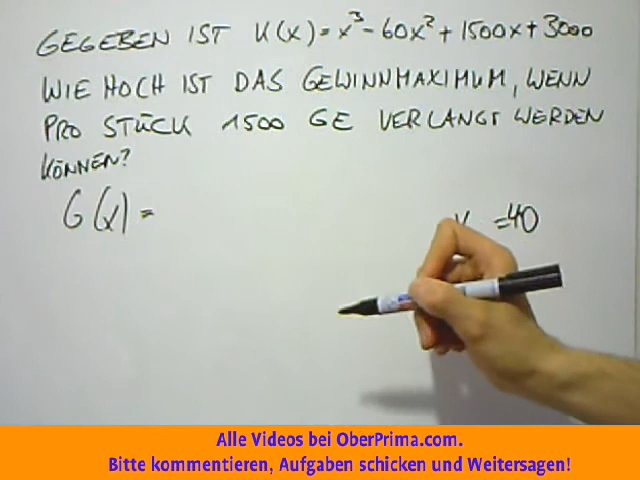 GEGEBEN IST K(x)=x³-60x²+1500x+3000
WIE HOCH IST DAS GEWINNMAXIMUM, WENN
PRO STÜCK 1500 GE VERLANGT WERDEN
KÖNNEN?
G(x)= =40
Alle Videos bei OberPrima.com.
Bitte kommentieren, Aufgaben schicken und Weitersagen!